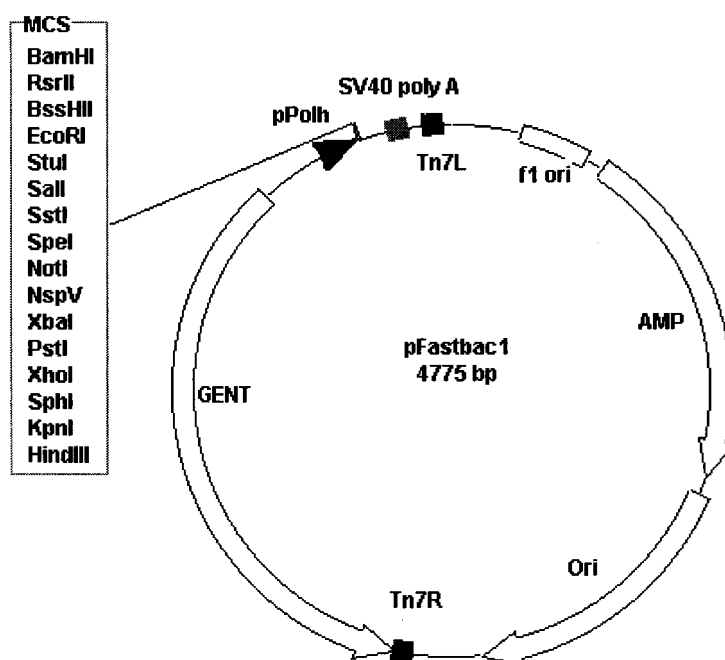 MCS
BamHI
RsrII
BssHII
EcoRI
StuI
SalI
SstI
SpeI
NotI
NspV
XbaI
PstI
XhoI
SphI
KpnI
HindIII
SV40 poly A
pPolh
Tn7L
f1 ori
AMP
pFastbac1
4775 bp
GENT
Ori
Tn7R